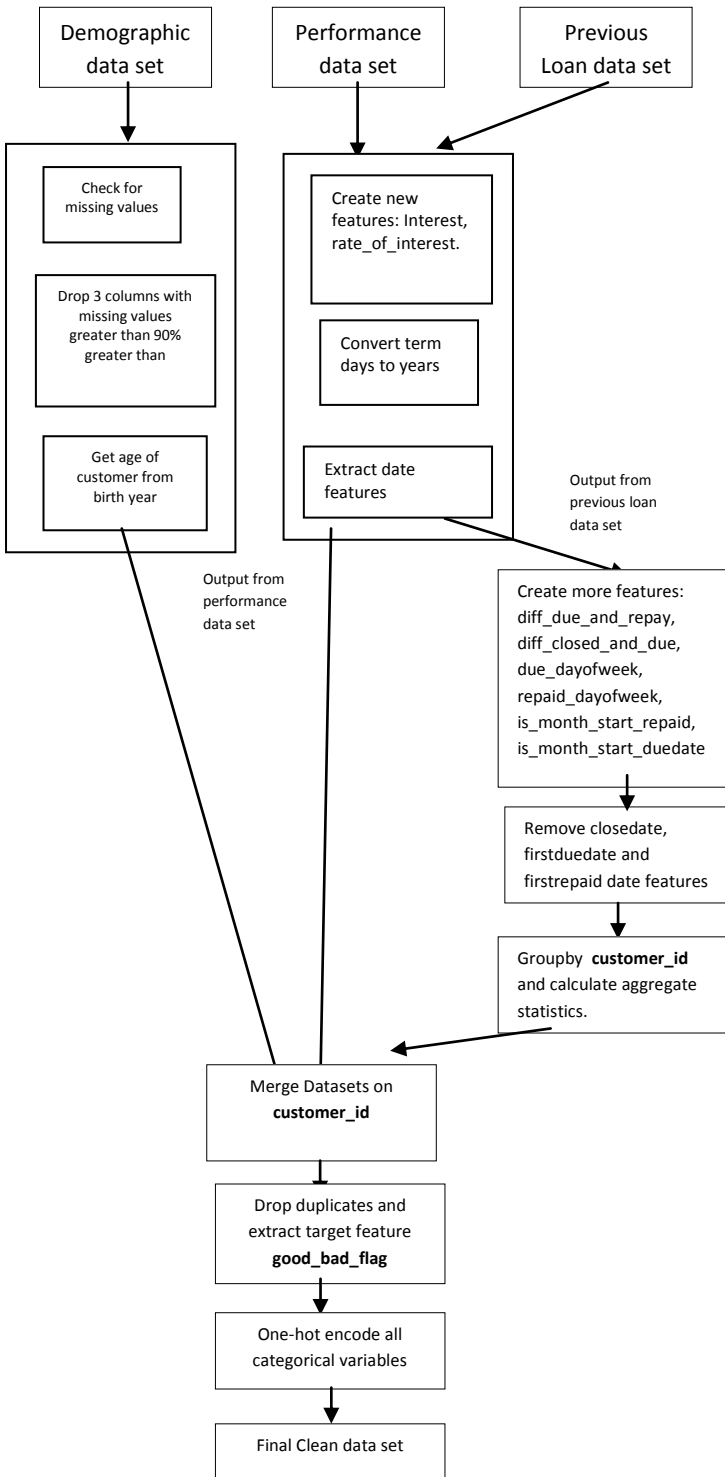 Demographic
data set
Performance
data set
Previous
Loan data set
Check for
missing values
Drop 3 columns with
missing values
greater than 90%
greater than
Get age of
customer from
birth year
Create new
features: Interest,
rate_of_interest.
Convert term
days to years
Extract date
features
Output from
previous loan
data set
Output from
performance
data set
Create more features:
diff_due_and_repay,
diff_closed_and_due,
due_dayofweek,
repaid_dayofweek,
is_month_start_repaid,
is_month_start_duedate
Remove closedate,
firstduedate and
firstrepaid date features
Groupby customer_id
and calculate aggregate
statistics.
Merge Datasets on
customer_id
Drop duplicates and
extract target feature
good_bad_flag
One-hot encode all
categorical variables
Final Clean data set